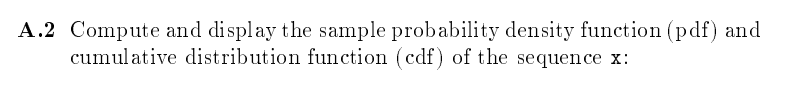 A.2 Compute and display the sample probability density function (pdf) and
cumulative distribution function (cdf) of the sequence x: